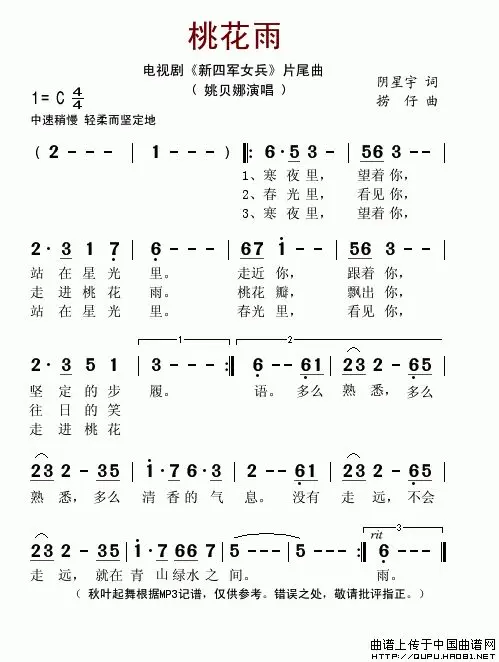 桃花雨
电视剧《新四军女兵》片尾曲
（ 姚贝娜演唱 ）
阴星宇 词
捞 仔 曲
1= C 4/4
中速稍慢 轻柔而坚定地
( 2 - - - | 1 - - - ) ‖: 6 · 5 3 - | 56 3 - - |
1、寒 夜 里， 望着 你，
2、春 光 里， 看见 你，
3、寒 夜 里， 望着 你，
2 · 3 1 7 | 6 - - - | 67 i - - | 56 3 - - |
站 在 星 光 里。 走近 你， 跟着 你，
走 进 桃 花 雨。 桃花 瓣， 飘出 你，
站 在 星 光 里。 春光 里， 看见 你，
1 2
2 · 3 5 1 | 3 - - - :‖ 6 - - 61 | 23 2 - 65 |
坚 定 的 步 履。 语。 多么 熟 悉，多么
往 日 的 笑
走 进 桃 花
23 2 - 35 | i · 7 6 · 3 | 2 - - 61 | 23 2 - 65 |
熟 悉，多么 清 香 的 气 息。没有 走 远，不会
rit 3
23 2 - 35 | i · 7 66 7 | 5 - - - | 5 - - - :‖ 6 - - - ‖
走 远，就在 青 山 绿水 之 间。 雨。
（ 秋叶起舞根据MP3记谱，仅供参考。错误之处，敬请批评指正。）
曲谱上传于中国曲谱网
http://QUPU.HAO81.NET